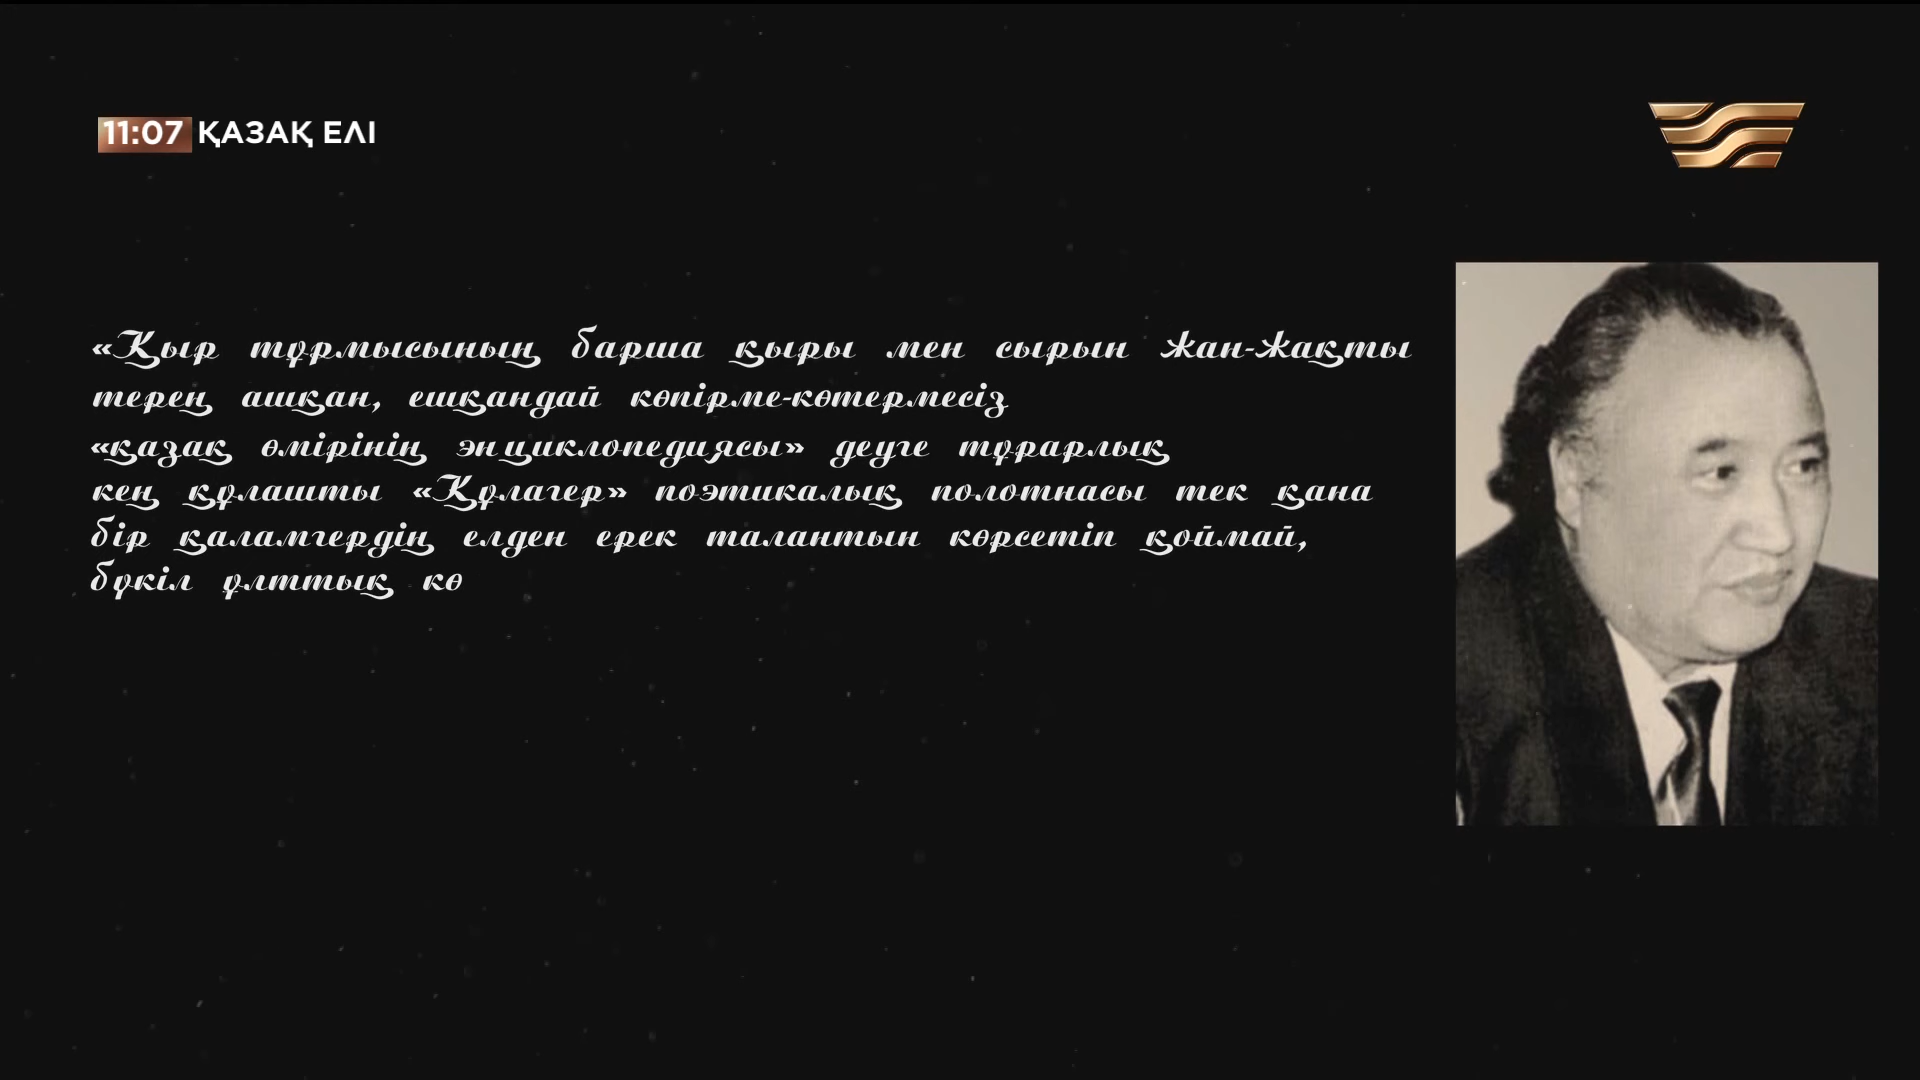 11:07 ҚАЗАҚ ЕЛІ
«Қыр тұрмысының барша қыры мен сырын жан-жақты
терең ашқан, ешқандай көпірме-көтермесіз
«қазақ өмірінің энциклопедиясы» деуге тұрарлық
кең құлашты «Құлагер» поэтикалық полотнасы тек қана
бір қаламгердің елден ерек талантын көрсетіп қоймай,
бүкіл ұлттық кө